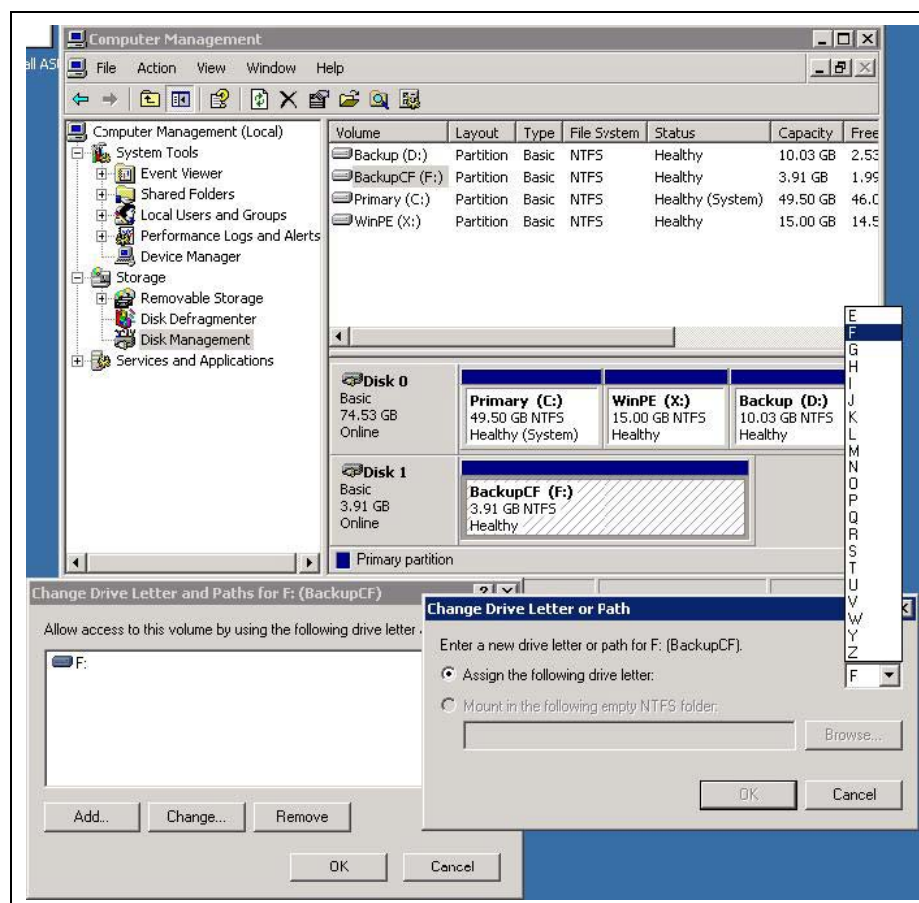 all AS
Computer Management
File Action View Window Help
Computer Management (Local)
System Tools
Event Viewer
Shared Folders
Local Users and Groups
Performance Logs and Alerts
Device Manager
Storage
Removable Storage
Disk Defragmenter
Disk Management
Services and Applications
Volume Layout Type File System Status Capacity Free
Backup (D:) Partition Basic NTFS Healthy 10.03 GB 2.53
BackupCF (F:) Partition Basic NTFS Healthy 3.91 GB 1.99
Primary (C:) Partition Basic NTFS Healthy (System) 49.50 GB 46.0
WinPE (X:) Partition Basic NTFS Healthy 15.00 GB 14.5
Disk 0
Basic
74.53 GB
Online
Primary (C:)
49.50 GB NTFS
Healthy (System)
WinPE (X:)
15.00 GB NTFS
Healthy
Backup (D:)
10.03 GB NTFS
Healthy
Disk 1
Basic
3.91 GB
Online
BackupCF (F:)
3.91 GB NTFS
Healthy
Primary partition
E
F
G
H
I
J
K
L
M
N
O
P
Q
R
S
T
U
V
W
Y
Z
Change Drive Letter and Paths for F: (BackupCF)
Allow access to this volume by using the following drive letter
F:
Add... Change... Remove
OK Cancel
Change Drive Letter or Path
Enter a new drive letter or path for F: (BackupCF).
Assign the following drive letter: F
Mount in the following empty NTFS folder:
Browse...
OK Cancel